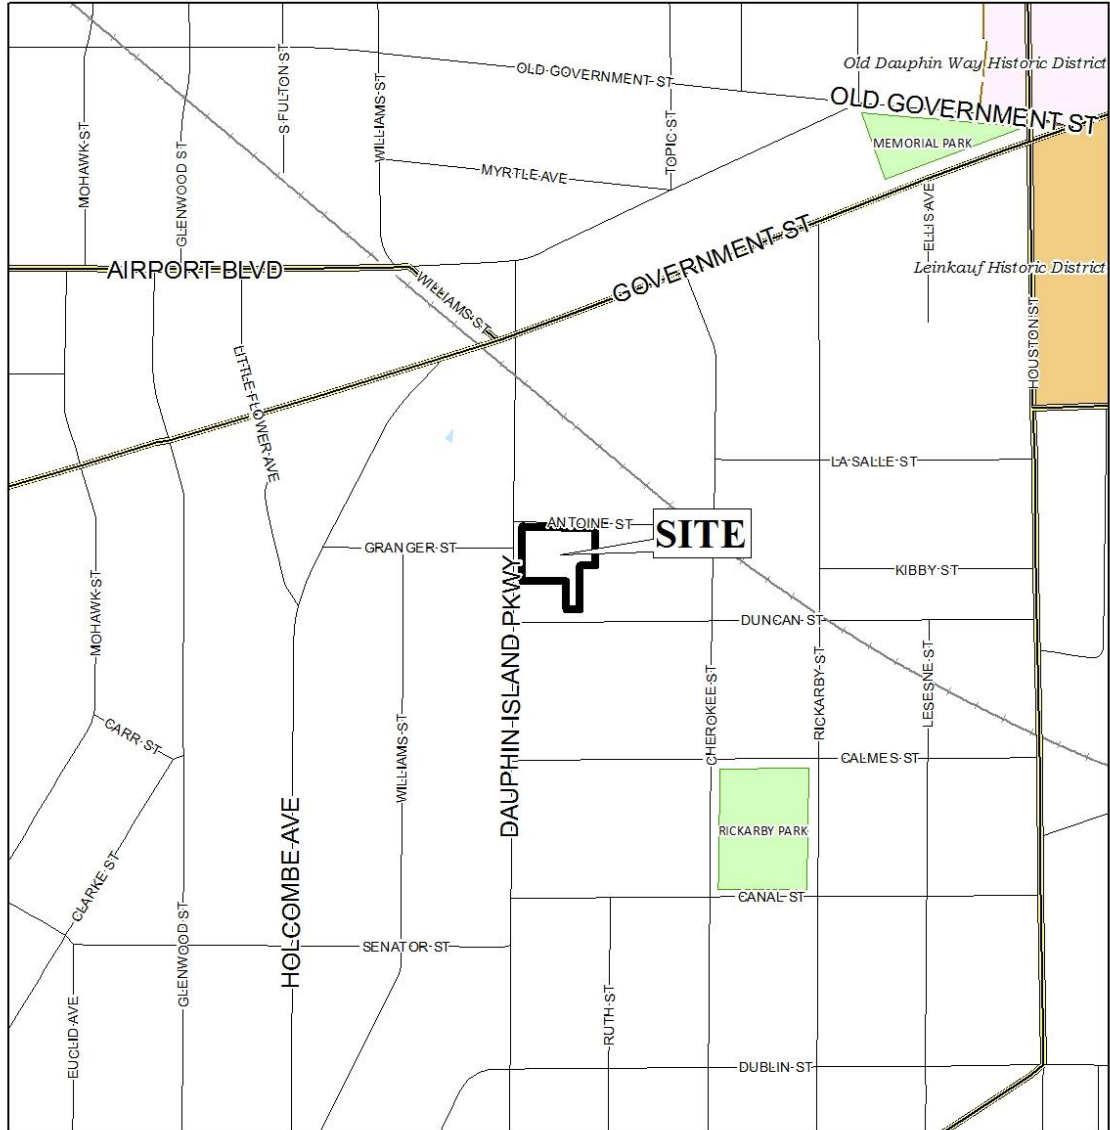 Old Dauphin Way Historic District
OLD GOVERNMENT ST
OLD GOVERNMENT ST
S FULTON ST
WILLIAMS ST
MOHAWK ST
GLENWOOD ST
TOPIC ST
MEMORIAL PARK
MYRTLE AVE
ELLIS AVE
GOVERNMENT ST
AIRPORT BLVD
Leinkauf Historic District
WILLIAMS ST
HOUSTON ST
LITTLE FLOWER AVE
LA SALLE ST
ANTOINE ST
SITE
GRANGER ST
KIBBY ST
MOHAWK ST
DUNCAN ST
DAUPHIN ISLAND PKWY
CHEROKEE ST
RICKARBY ST
LESESNE ST
CARR ST
WILLIAMS ST
CALMES ST
RICKARBY PARK
HOLCOMBE AVE
CLARKE ST
CANAL ST
GLENWOOD ST
SENATOR ST
EUCLID AVE
RUTH ST
DUBLIN ST